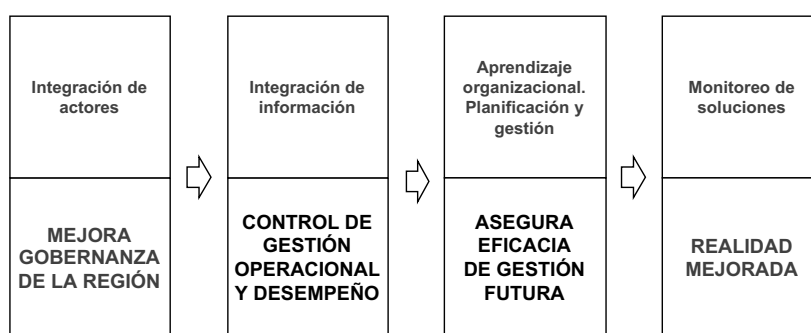 Integración de
actores
MEJORA
GOBERNANZA
DE LA REGIÓN
Integración de
información
CONTROL DE
GESTIÓN
OPERACIONAL
Y DESEMPEÑO
Aprendizaje
organizacional.
Planificación y
gestión
ASEGURA
EFICACIA
DE GESTIÓN
FUTURA
Monitoreo de
soluciones
REALIDAD
MEJORADA